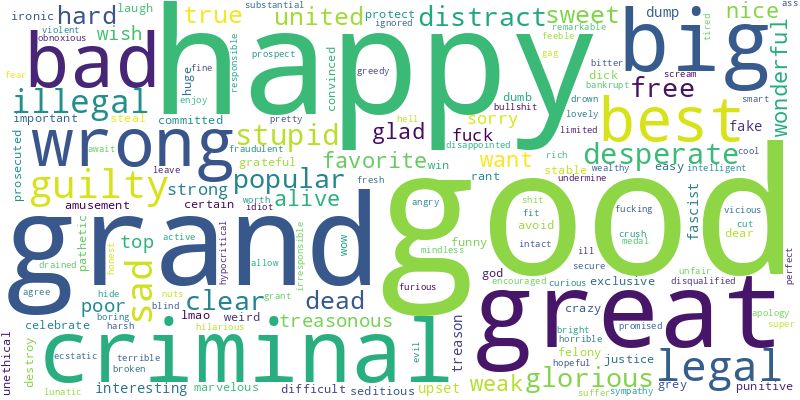 ironic
hard
laugh
true
substantial
united
protect
ignored
distract
sweet
dump
nice
ass
violent
obnoxious
wish
bad
happy
big
remarkable
feeble
gag
tired
huge
fine
enjoy
prospect
responsible
convinced
greedy
dumb
bullshit
dick
bankrupt
bitter
scream
smart
wonderful
illegal
important
steal
committed
pretty
hell
sorry
drown
lovely
limited
free
best
fake
wrong
stupid
glad
fuck
disappointed
prosecuted
await
leave
fraudulent
grateful
favorite
win
want
rich
stable
wealthy
undermine
desperate
easy
cool
intelligent
guilty
strong
popular
fresh
rant
amusement
certain
idiot
worth
alive
angry
good
shit
fit
avoid
intact
fucking
crush
medal
fascist
vicious
cut
dear
perfect
grand
pathetic
top
active
honest
hypocritical
allow
irresponsible
wow
mindless
funny
ill
secure
unfair
drained
agree
sad
nuts
blind
clear
grant
dead
furious
god
encouraged
curious
exclusive
disqualified
hide
boring
poor
lmao
weird
treasonous
great
crazy
apology
super
celebrate
harsh
hilarious
criminal
evil
treason
bright
horrible
promised
justice
legal
unethical
destroy
ecstatic
terrible
broken
felony
hopeful
lunatic
interesting
marvelous
difficult
seditious
upset
weak
glorious
suffer
sympathy
grey
punitive
fear